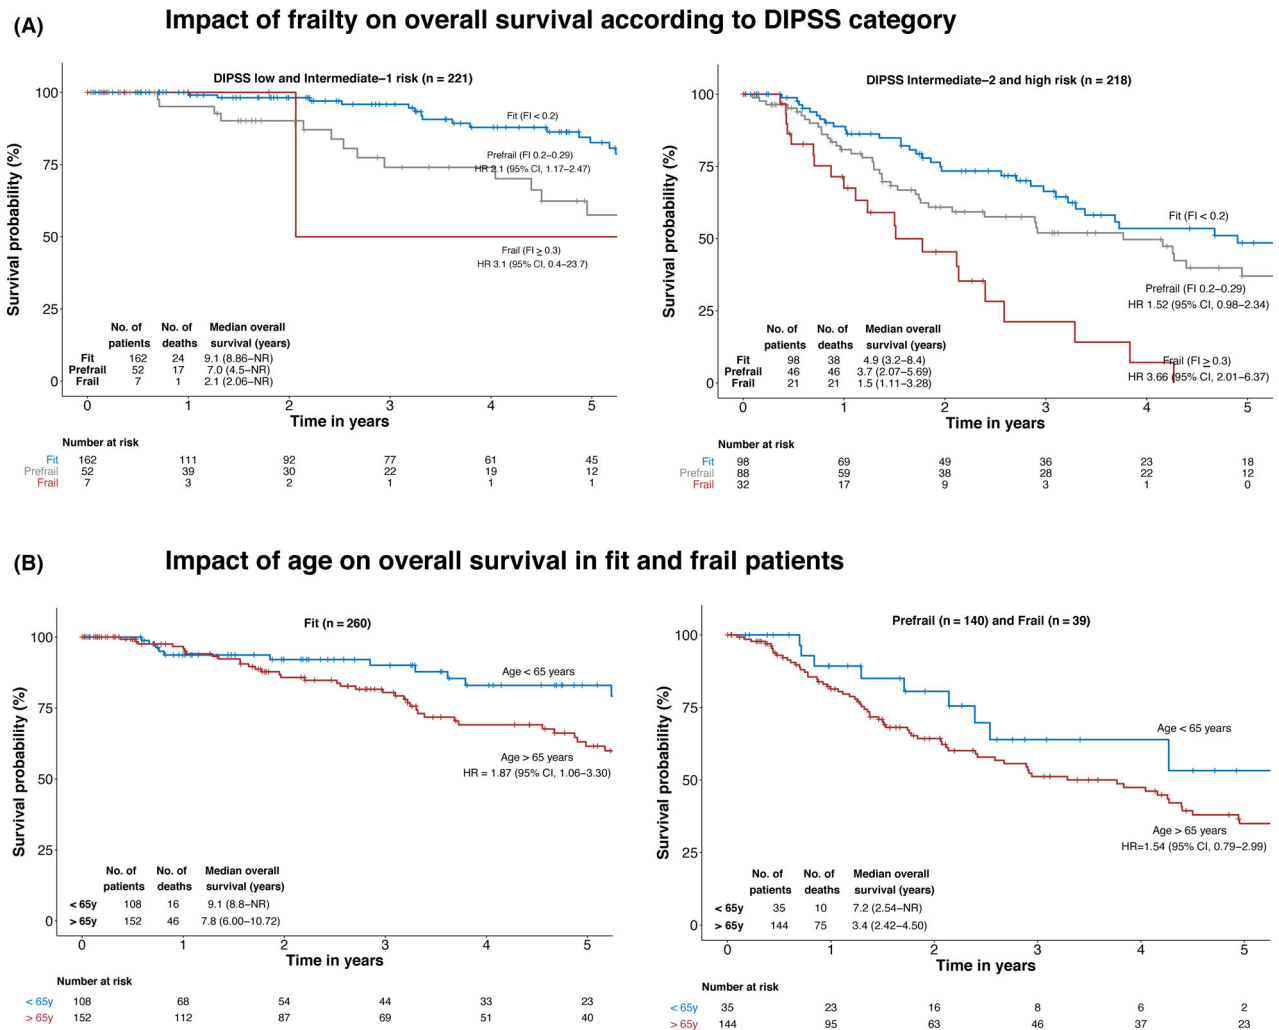 (A) Impact of frailty on overall survival according to DIPSS category
DIPSS low and Intermediate–1 risk (n = 221)
Survival probability (%)
100
75
50
25
0
Fit (FI < 0.2)
Prefrail (FI 0.2–0.29)
HR 2.1 (95% CI, 1.17–2.47)
Frail (FI ≥ 0.3)
HR 3.1 (95% CI, 0.4–23.7)
No. of patients No. of deaths Median overall survival (years)
Fit 162 24 9.1 (8.86–NR)
Prefrail 52 17 7.0 (4.5–NR)
Frail 7 1 2.1 (2.06–NR)
0 1 2 3 4 5
Time in years
Number at risk
Fit 162 111 92 77 61 45
Prefrail 52 39 30 22 19 12
Frail 7 3 2 1 1 1
DIPSS Intermediate–2 and high risk (n = 218)
Survival probability (%)
100
75
50
25
0
Fit (FI < 0.2)
Prefrail (FI 0.2–0.29)
HR 1.52 (95% CI, 0.98–2.34)
Frail (FI ≥ 0.3)
HR 3.66 (95% CI, 2.01–6.37)
No. of patients No. of deaths Median overall survival (years)
Fit 98 38 4.9 (3.2–8.4)
Prefrail 46 46 3.7 (2.07–5.69)
Frail 21 21 1.5 (1.11–3.28)
0 1 2 3 4 5
Time in years
Number at risk
Fit 98 69 49 36 23 18
Prefrail 88 59 38 28 22 12
Frail 32 17 9 3 1 0
(B) Impact of age on overall survival in fit and frail patients
Fit (n = 260)
Survival probability (%)
100
75
50
25
0
Age < 65 years
Age > 65 years
HR = 1.87 (95% CI, 1.06–3.30)
No. of patients No. of deaths Median overall survival (years)
< 65y 108 16 9.1 (8.8–NR)
> 65y 152 46 7.8 (6.00–10.72)
0 1 2 3 4 5
Time in years
Number at risk
< 65y 108 68 54 44 33 23
> 65y 152 112 87 69 51 40
Prefrail (n = 140) and Frail (n = 39)
Survival probability (%)
100
75
50
25
0
Age < 65 years
Age > 65 years
HR=1.54 (95% CI, 0.79–2.99)
No. of patients No. of deaths Median overall survival (years)
< 65y 35 10 7.2 (2.54–NR)
> 65y 144 75 3.4 (2.42–4.50)
0 1 2 3 4 5
Time in years
Number at risk
< 65y 35 23 16 8 6 2
> 65y 144 95 63 46 37 23